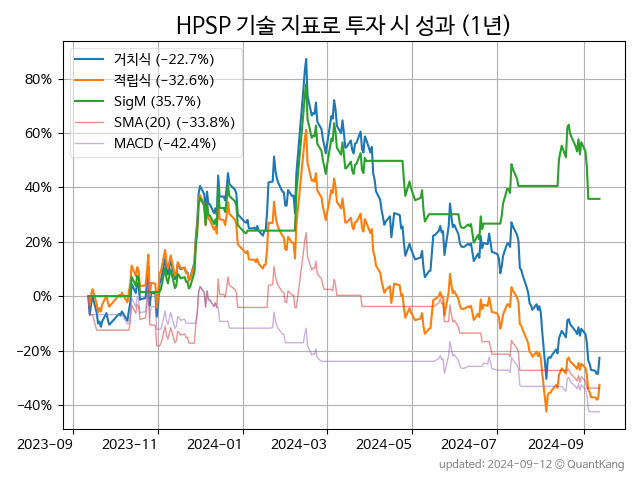 HPSP 기술 지표로 투자 시 성과 (1년)
거치식 (−22.7%)
적립식 (−32.6%)
SigM (35.7%)
SMA(20) (−33.8%)
MACD (−42.4%)
80%
60%
40%
20%
0%
−20%
−40%
2023-09 2023-11 2024-01 2024-03 2024-05 2024-07 2024-09
updated: 2024-09-12 © QuantKang